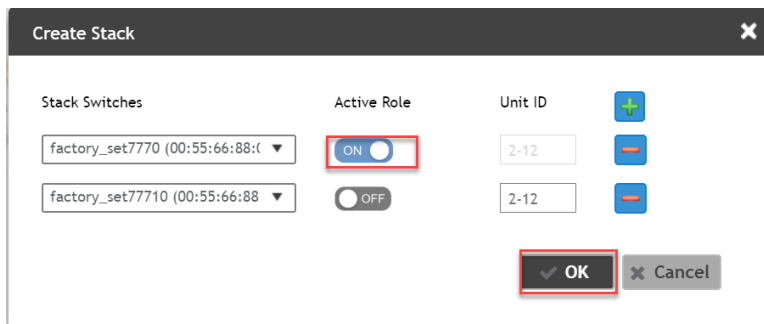 Create Stack
Stack Switches Active Role Unit ID
factory_set7770 (00:55:66:88:( ON 2-12
factory_set77710 (00:55:66:88 OFF 2-12
OK Cancel